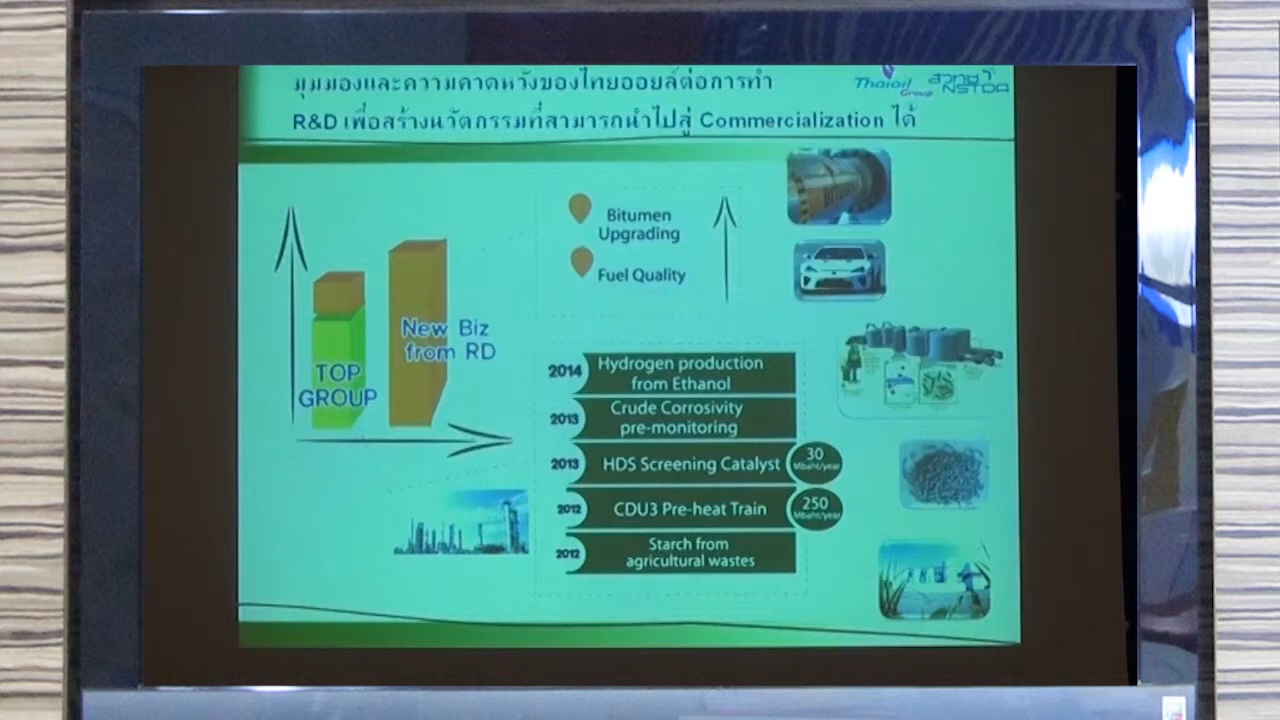 มุมมองและความคาดหวังของไทยออยล์ต่อการทำ
R&D เพื่อสร้างนวัตกรรมที่สามารถนำไปสู่ Commercialization ได้
Thaioil
Group
สวทช
NSTDA
Bitumen
Upgrading
Fuel Quality
New Biz
from RD
TOP
GROUP
2014 Hydrogen production
from Ethanol
2013 Crude Corrosivity
pre-monitoring
2013 HDS Screening Catalyst 30
Mbaht/year
2012 CDU3 Pre-heat Train 250
Mbaht/year
2012 Starch from
agricultural wastes